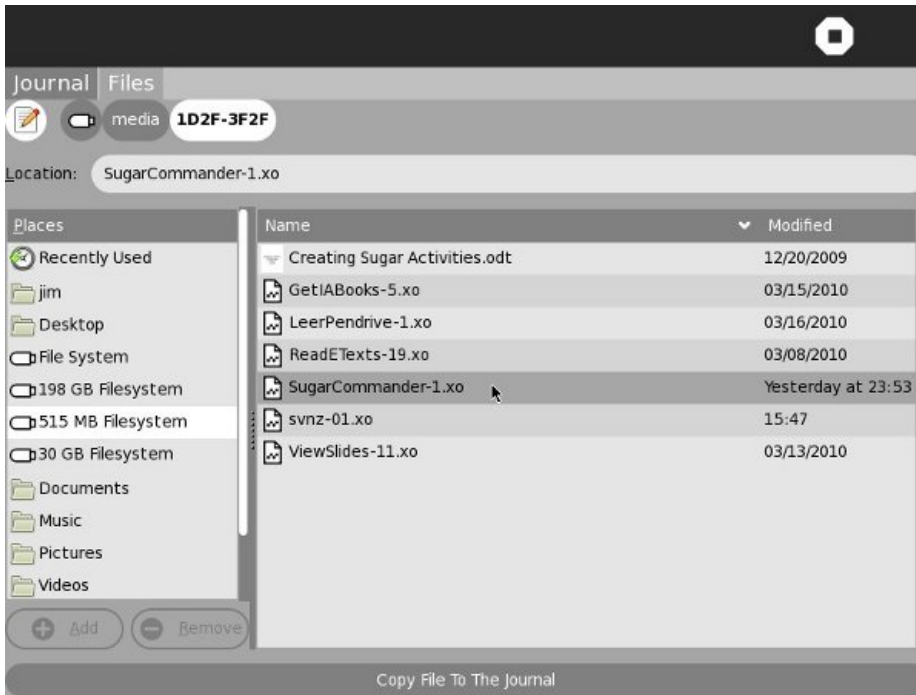 Journal Files
media 1D2F-3F2F
Location: SugarCommander-1.xo
Places
Recently Used
jim
Desktop
File System
198 GB Filesystem
515 MB Filesystem
30 GB Filesystem
Documents
Music
Pictures
Videos
Add Remove
Name Modified
Creating Sugar Activities.odt 12/20/2009
GetIABooks-5.xo 03/15/2010
LeerPendrive-1.xo 03/16/2010
ReadETexts-19.xo 03/08/2010
SugarCommander-1.xo Yesterday at 23:53
svnz-01.xo 15:47
ViewSlides-11.xo 03/13/2010
Copy File To The Journal